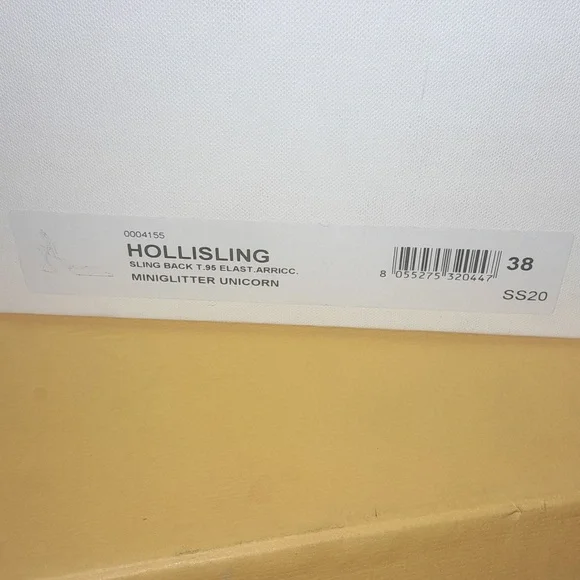 0004155
HOLLISLING
SLING BACK T.95 ELAST.ARRICC.
MINIGLITTER UNICORN
8 055275 320447
38
SS20